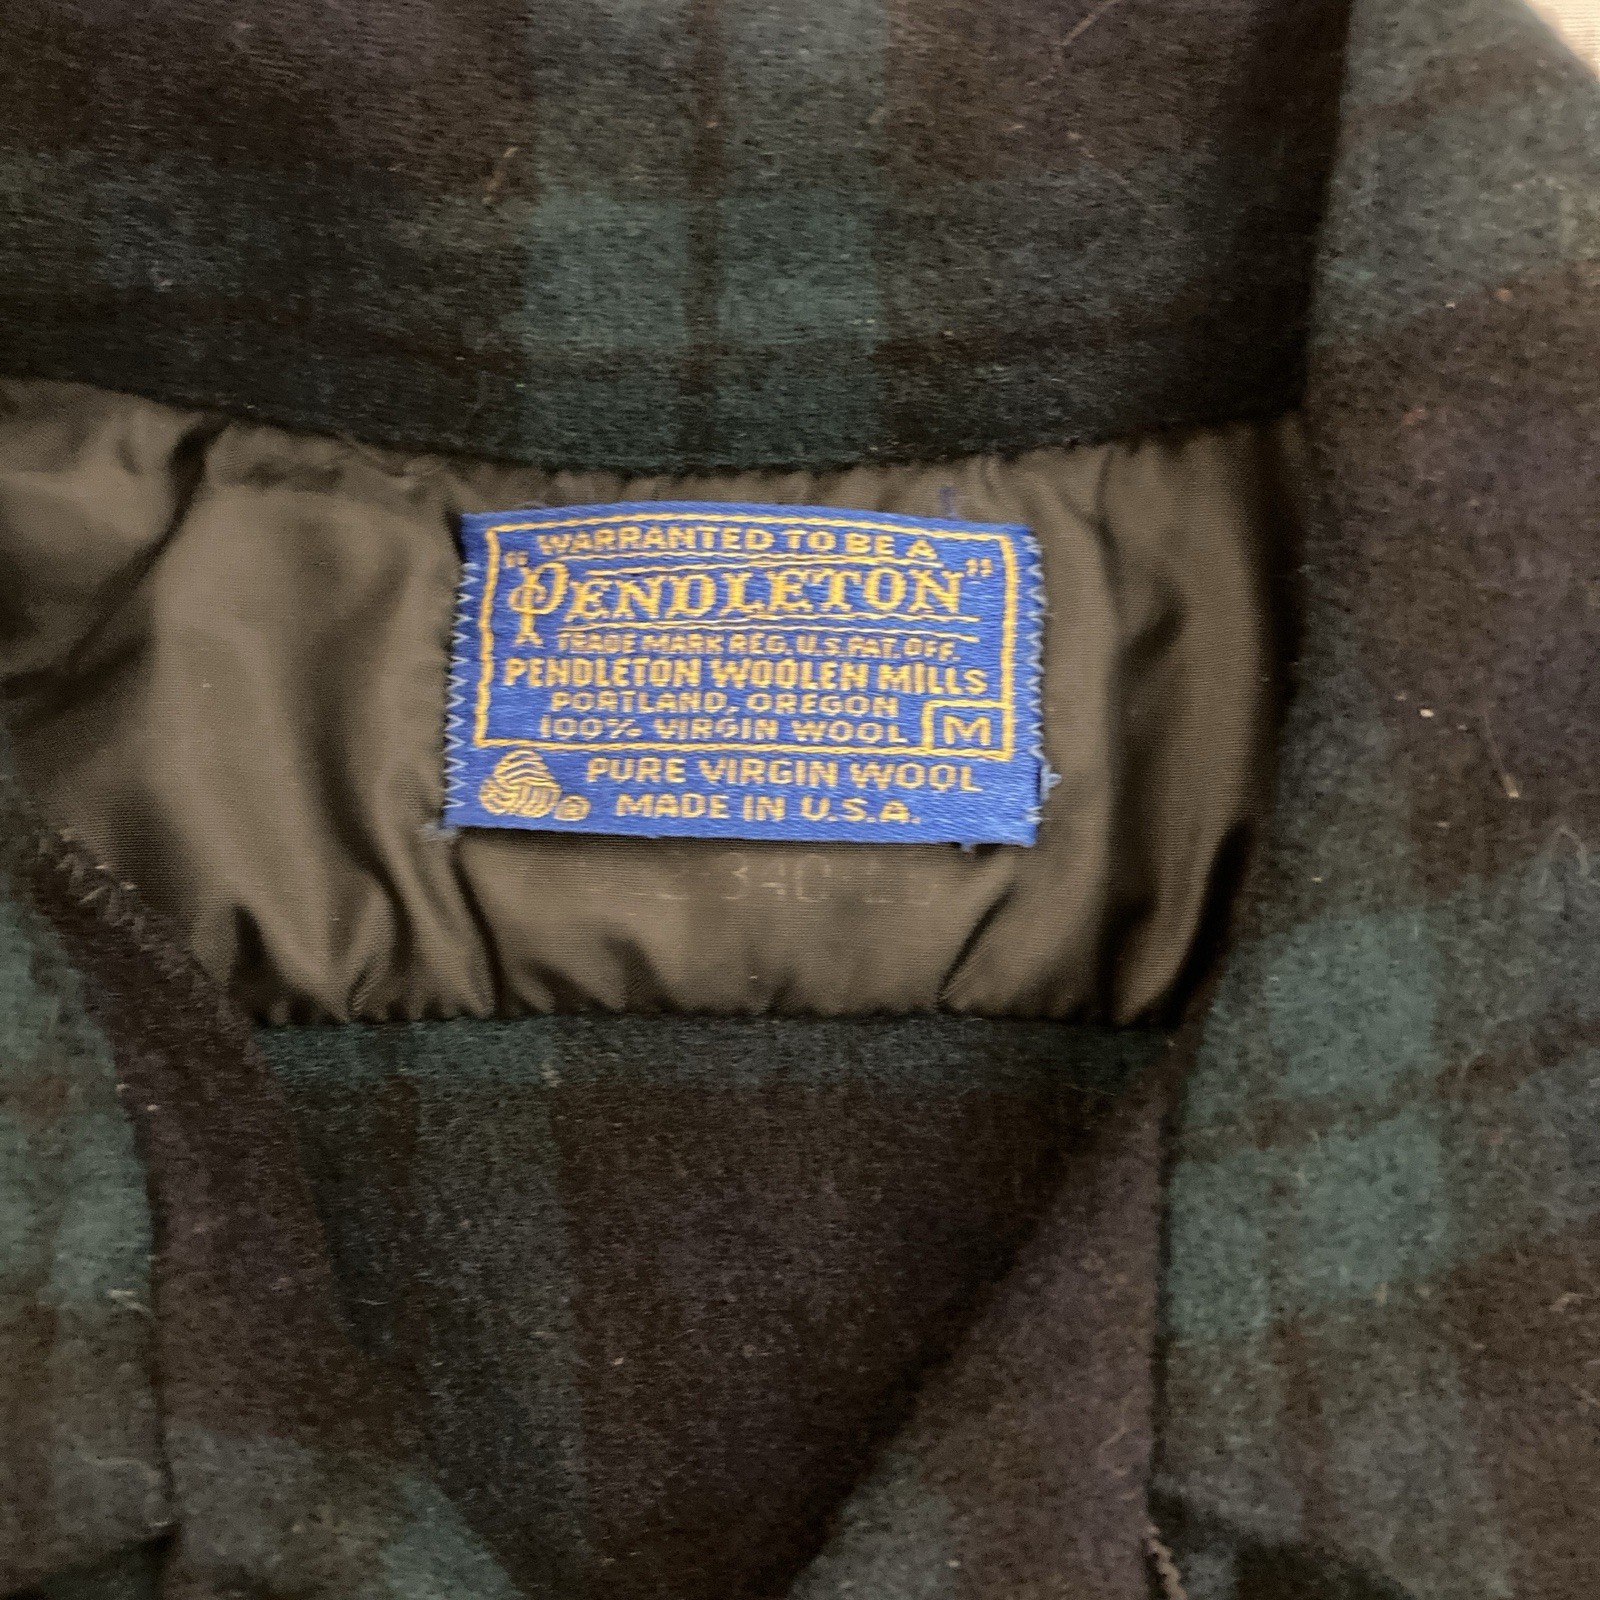 WARRANTED TO BE A
"PENDLETON"
TRADE MARK REG. U.S. PAT. OFF.
PENDLETON WOOLEN MILLS
PORTLAND, OREGON
100% VIRGIN WOOL M
PURE VIRGIN WOOL
® MADE IN U.S.A.